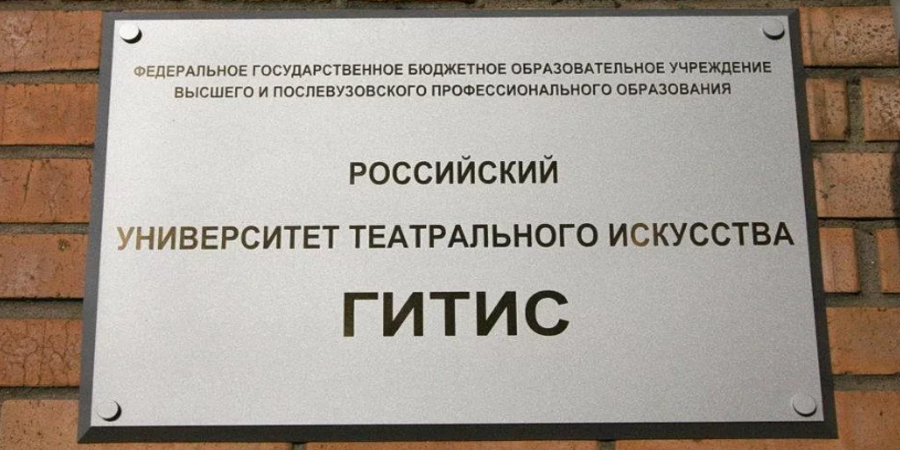 ФЕДЕРАЛЬНОЕ ГОСУДАРСТВЕННОЕ БЮДЖЕТНОЕ ОБРАЗОВАТЕЛЬНОЕ УЧРЕЖДЕНИЕ
ВЫСШЕГО И ПОСЛЕВУЗОВСКОГО ПРОФЕССИОНАЛЬНОГО ОБРАЗОВАНИЯ
РОССИЙСКИЙ
УНИВЕРСИТЕТ ТЕАТРАЛЬНОГО ИСКУССТВА
ГИТИС